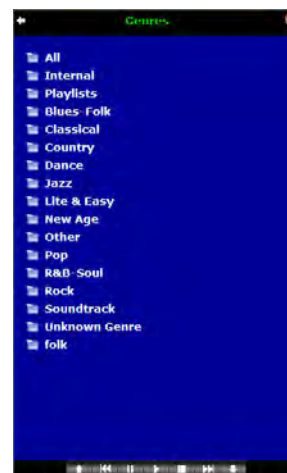 Genres
All
Internal
Playlists
Blues-Folk
Classical
Country
Dance
Jazz
Lite & Easy
New Age
Other
Pop
R&B-Soul
Rock
Soundtrack
Unknown Genre
folk